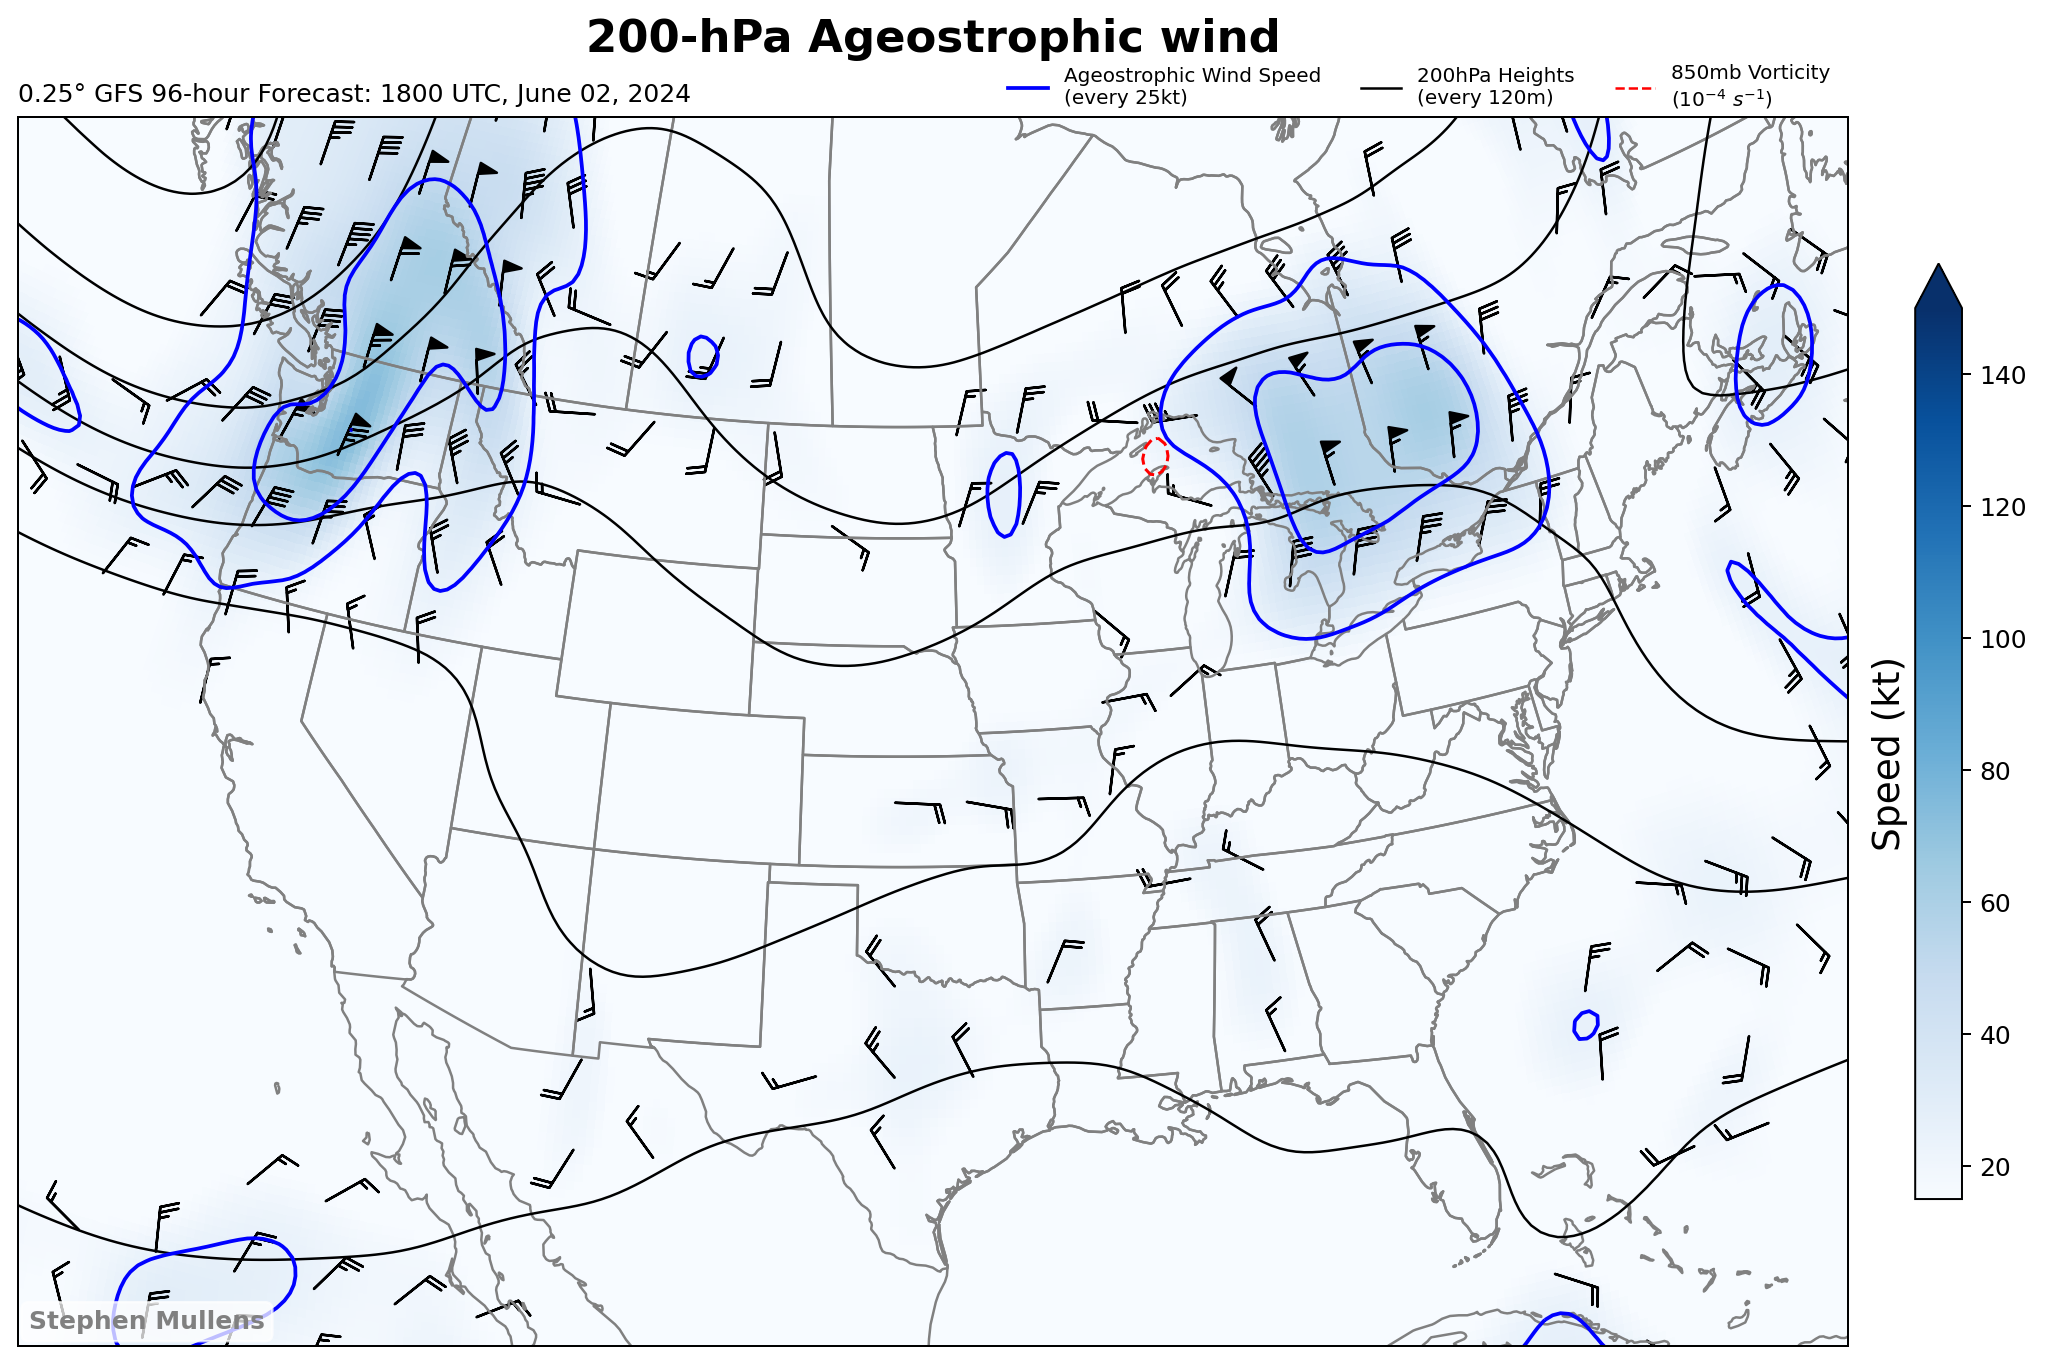 200-hPa Ageostrophic wind
0.25° GFS 96-hour Forecast: 1800 UTC, June 02, 2024
Ageostrophic Wind Speed
(every 25kt)
200hPa Heights
(every 120m)
850mb Vorticity
(10⁻⁴ s⁻¹)
140
120
100
80
60
40
20
Speed (kt)
Stephen Mullens